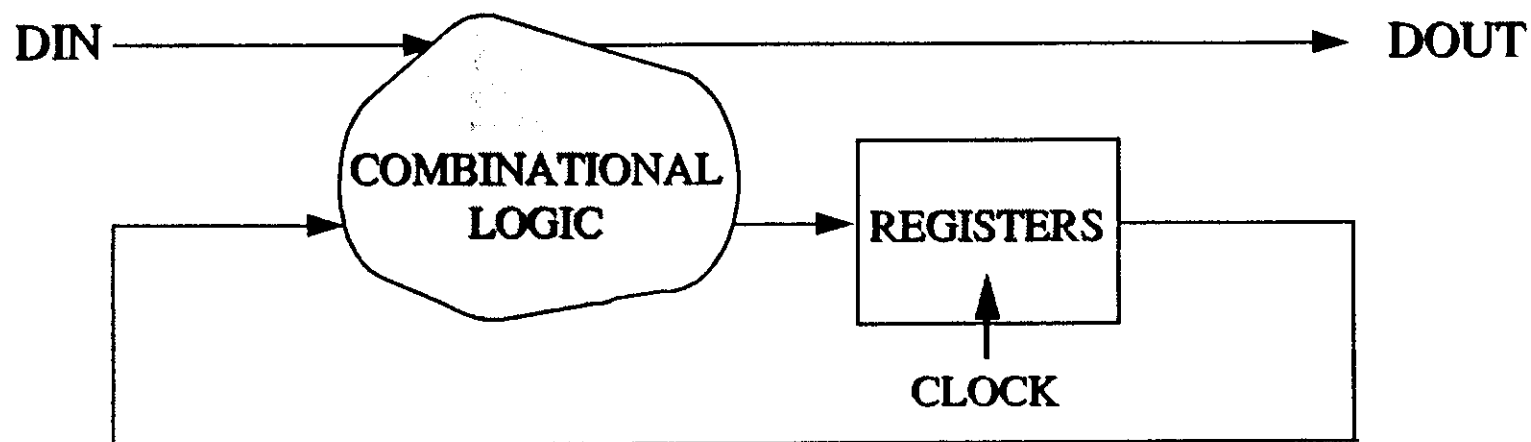 DIN
DOUT
COMBINATIONAL
LOGIC
REGISTERS
CLOCK